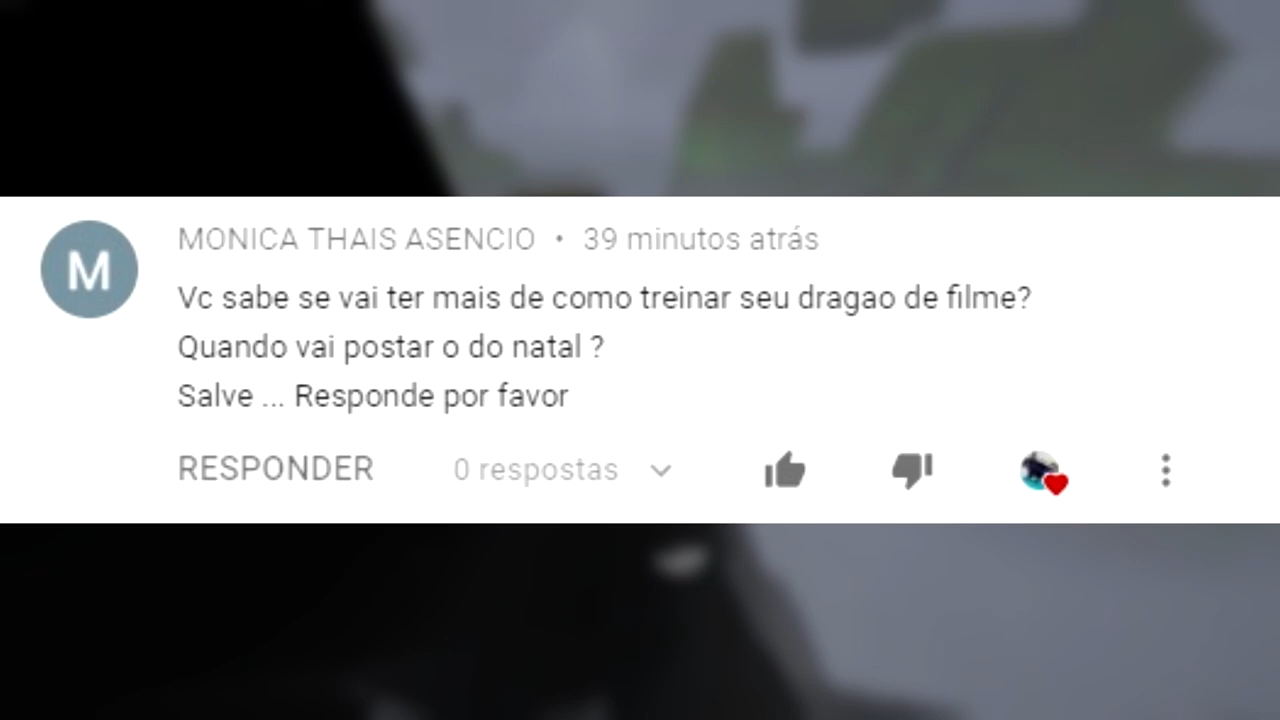 M
MONICA THAIS ASENCIO • 39 minutos atrás
Vc sabe se vai ter mais de como treinar seu dragao de filme?
Quando vai postar o do natal ?
Salve ... Responde por favor
RESPONDER 0 respostas